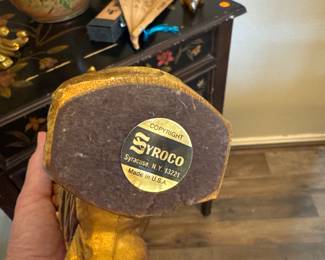 COPYRIGHT
SYROCO
Syracuse, N.Y. 13221
Made in U.S.A.